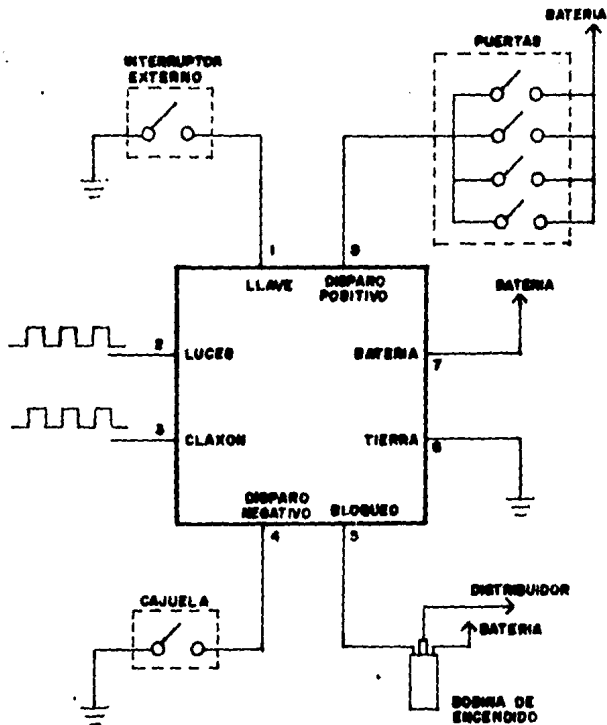 BATERIA
PUERTAS
INTERRUPTOR
EXTERNO
1
8
LLAVE
DISPARO
POSITIVO
BATERIA
2
LUCES
BATERIA
7
3
CLAXON
TIERRA
6
DISPARO
NEGATIVO
BLOQUEO
4
5
CAJUELA
DISTRIBUIDOR
BATERIA
BOBINA DE
ENCENDIDO